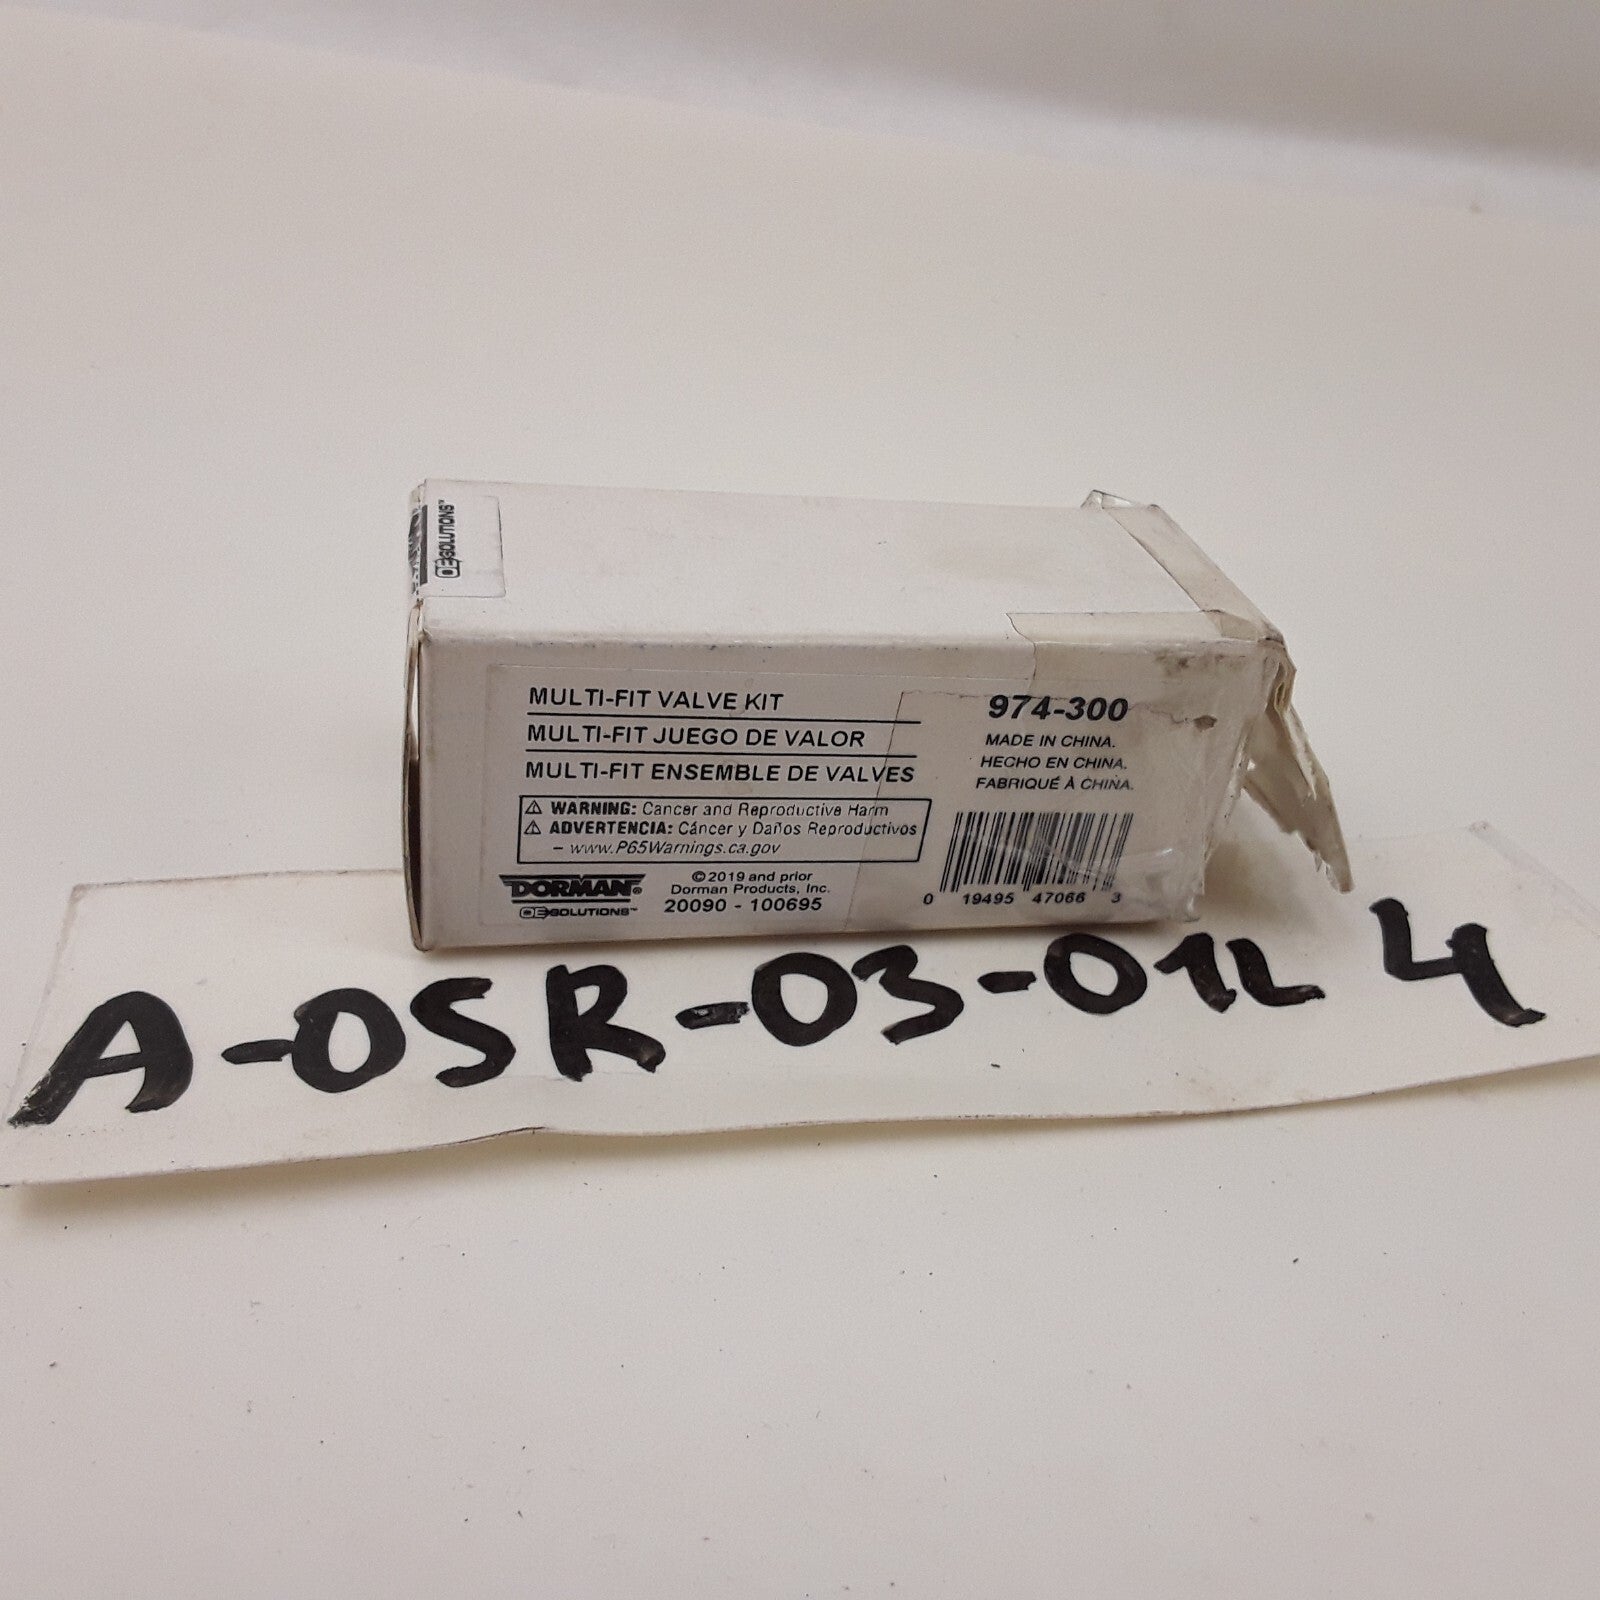 OE SOLUTIONS™
MULTI-FIT VALVE KIT
MULTI-FIT JUEGO DE VALOR
MULTI-FIT ENSEMBLE DE VALVES
⚠ WARNING: Cancer and Reproductive Harm
⚠ ADVERTENCIA: Cáncer y Daños Reproductivos
– www.P65Warnings.ca.gov
DORMAN®
OE SOLUTIONS™
©2019 and prior
Dorman Products, Inc.
20090 - 100695
974-300
MADE IN CHINA.
HECHO EN CHINA.
FABRIQUÉ À CHINA.
0 19495 47066 3
A-OSR-03-01L 4